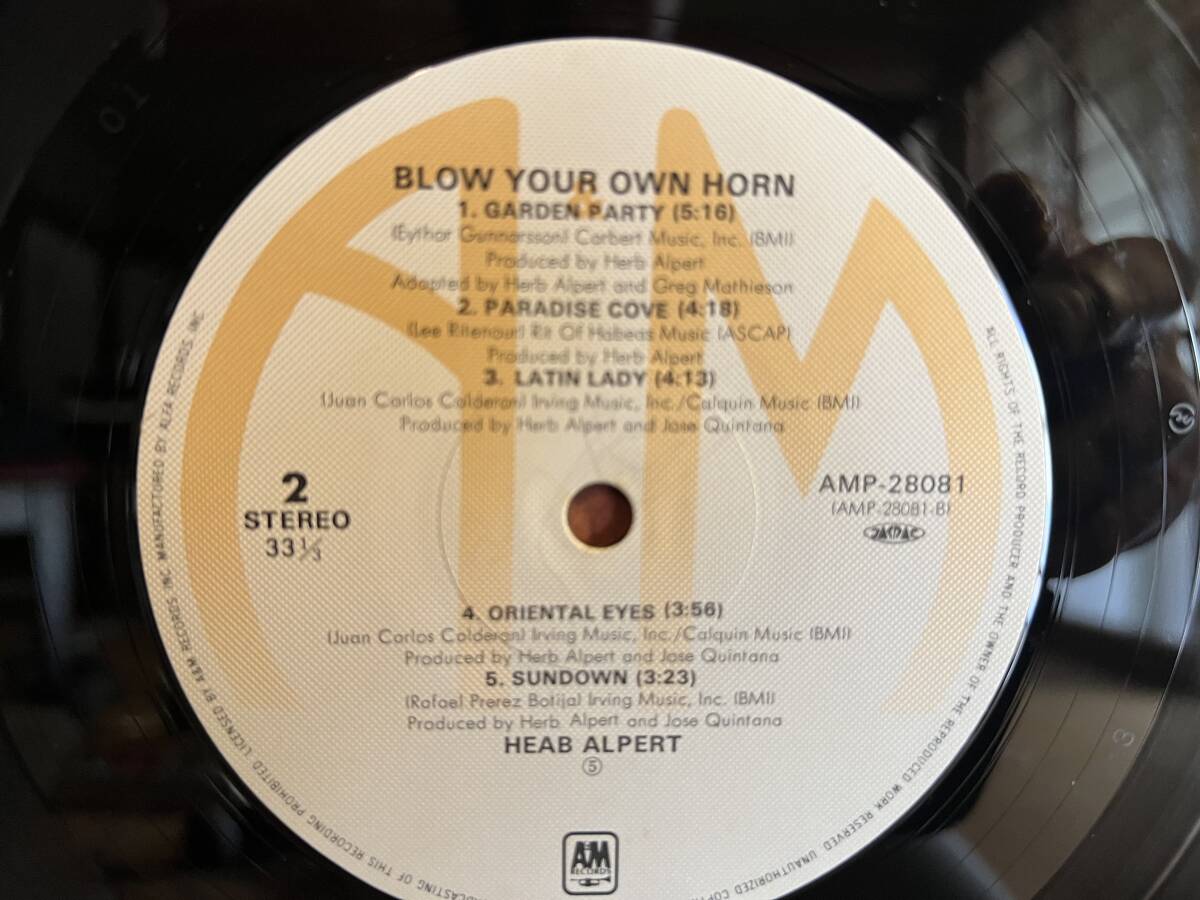 BLOW YOUR OWN HORN
1. GARDEN PARTY (5:16)
(Eythor Gunnarsson) Carbert Music, Inc. (BMI)
Produced by Herb Alpert
Adapted by Herb Alpert and Greg Mathieson
2. PARADISE COVE (4:18)
(Lee Ritenour) Rit Of Habeas Music (ASCAP)
Produced by Herb Alpert
3. LATIN LADY (4:13)
(Juan Carlos Calderon) Irving Music, Inc./Calquin Music (BMI)
Produced by Herb Alpert and Jose Quintana
2
STEREO
33 1/3
AMP-28081
(AMP-28081-B)
JASRAC
4. ORIENTAL EYES (3:56)
(Juan Carlos Calderon) Irving Music, Inc./Calquin Music (BMI)
Produced by Herb Alpert and Jose Quintana
5. SUNDOWN (3:23)
(Rafael Prerez Botija) Irving Music, Inc. (BMI)
Produced by Herb Alpert and Jose Quintana
HEAB ALPERT
⑤
A&M
RECORDS
ALL RIGHTS OF THE RECORD PRODUCER AND THE OWNER OF THE REPRODUCED WORK RESERVED. UNAUTHORIZED
OF THIS RECORDING PROHIBITED. LICENSED BY A&M RECORDS INC. MANUFACTURED BY ALFA RECORDS INC.